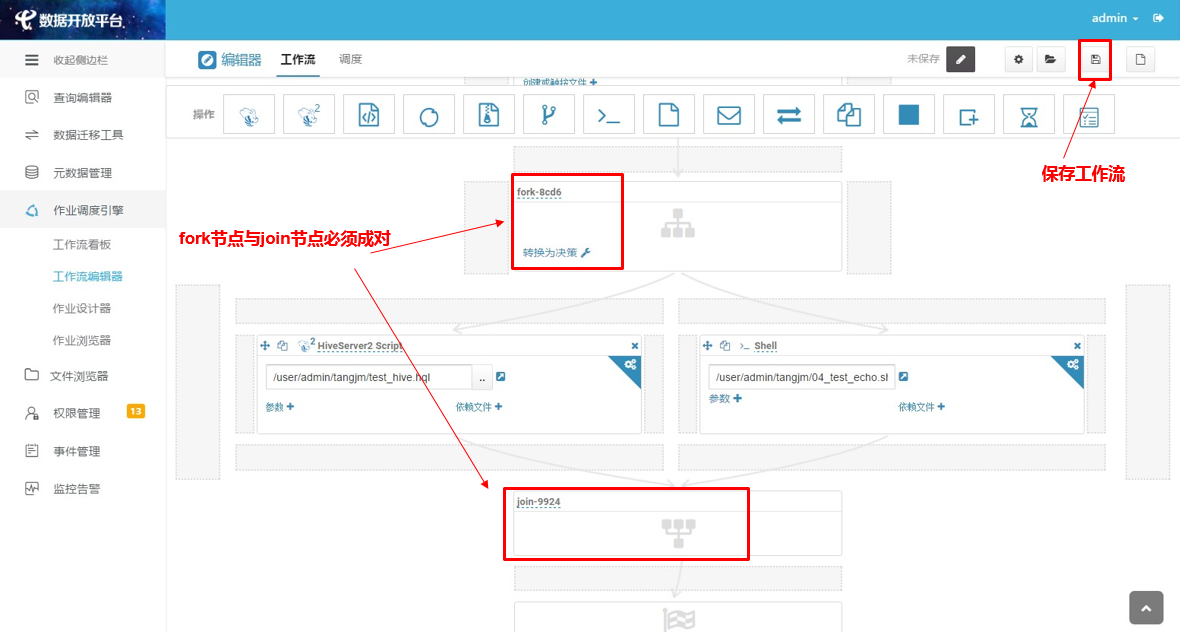 数据开放平台
admin
收起侧边栏
编辑器
工作流
调度
未保存
查询编辑器
创建或触控文件
操作
2
数据迁移工具
元数据管理
保存工作流
fork-8cd6
作业调度引擎
fork节点与join节点必须成对
工作流看板
转换为决策
工作流编辑器
作业设计器
作业浏览器
2 HiveServer2 Script
Shell
文件浏览器
/user/admin/tangjm/test_hive.hql
..
/user/admin/tangjm/04_test_echo.sh
参数
依赖文件
参数
依赖文件
权限管理
13
事件管理
监控告警
join-9924